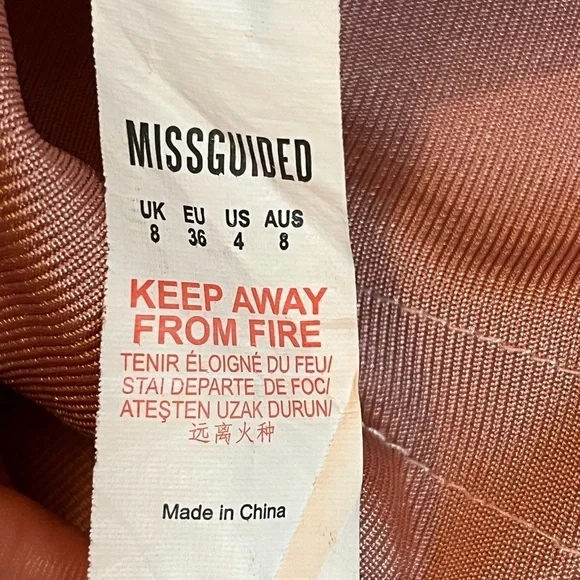 MISSGUIDED
UK EU US AUS
8 36 4 8
KEEP AWAY
FROM FIRE
TENIR ÉLOIGNÉ DU FEU/
STAI DEPARTE DE FOC/
ATEŞTEN UZAK DURUN/
远离火种
Made in China